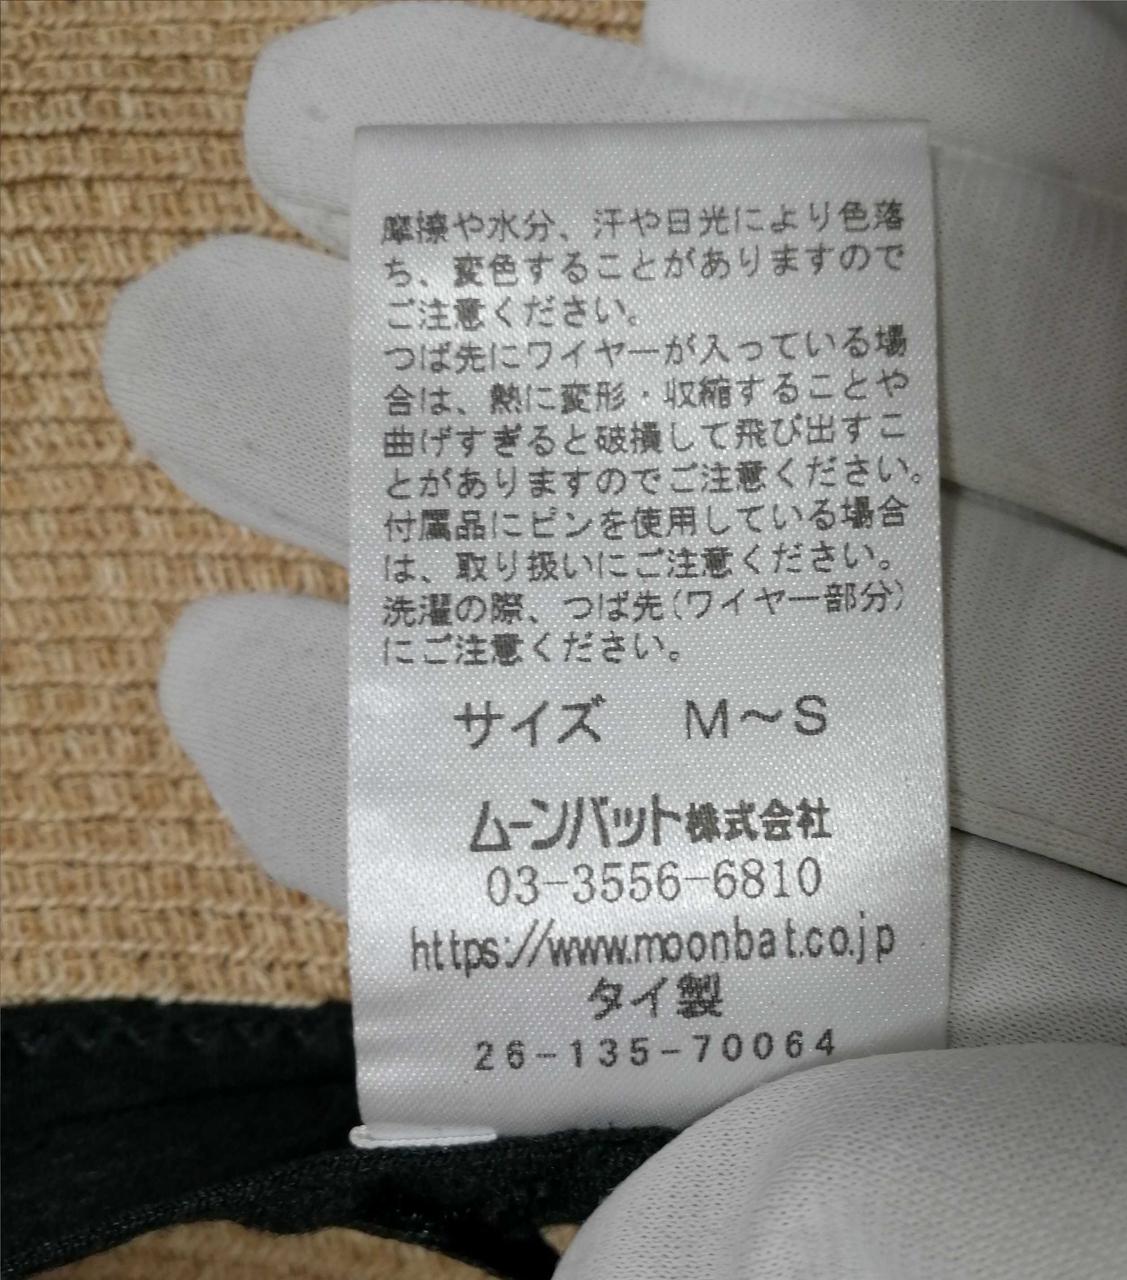 摩擦や水分、汗や日光により色落
ち、変色することがありますので
ご注意ください。
つば先にワイヤーが入っている場
合は、熱に変形・収縮することや
曲げすぎると破損して飛び出すこ
とがありますのでご注意ください。
付属品にピンを使用している場合
は、取り扱いにご注意ください。
洗濯の際、つば先(ワイヤー部分)
にご注意ください。
サイズ　M～S
ムーンバット株式会社
03-3556-6810
https://www.moonbat.co.jp
タイ製
26-135-70064